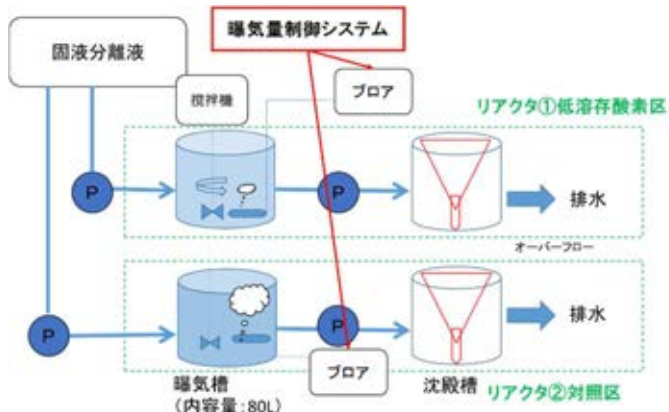 固液分離液
曝気量制御システム
攪拌機
ブロア
リアクタ①低溶存酸素区
P
P
排水
オーバーフロー
P
P
排水
ブロア
曝気槽
(内容量:80L)
沈殿槽
リアクタ②対照区